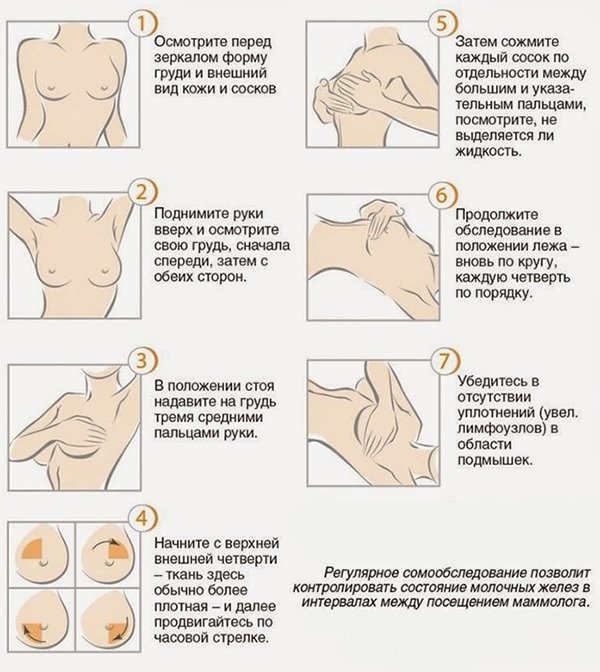 1
Осмотрите перед
зеркалом форму
груди и внешний
вид кожи и сосков
2
Поднимите руки
вверх и осмотрите
свою грудь, сначала
спереди, затем с
обеих сторон.
3
В положении стоя
надавите на грудь
тремя средними
пальцами руки.
4
Начните с верхней
внешней четверти
– ткань здесь
обычно более
плотная – и далее
продвигайтесь по
часовой стрелке.
5
Затем сожмите
каждый сосок по
отдельности между
большим и указа-
тельным пальцами,
посмотрите, не
выделяется ли
жидкость.
6
Продолжите
обследование в
положении лежа –
вновь по кругу,
каждую четверть
по порядку.
7
Убедитесь в
отсутствии
уплотнений (увел.
лимфоузлов) в
области
подмышек.
Регулярное сомообследование позволит
контролировать состояние молочных желез в
интервалах между посещением маммолога.